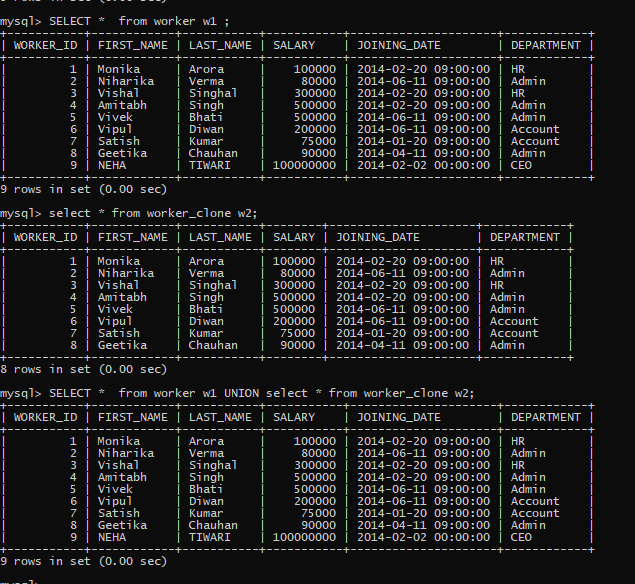 mysql> SELECT *  from worker w1 ;
+-----------+------------+-----------+-----------+---------------------+------------+
| WORKER_ID | FIRST_NAME | LAST_NAME | SALARY    | JOINING_DATE        | DEPARTMENT |
+-----------+------------+-----------+-----------+---------------------+------------+
|         1 | Monika     | Arora     |    100000 | 2014-02-20 09:00:00 | HR         |
|         2 | Niharika   | Verma     |     80000 | 2014-06-11 09:00:00 | Admin      |
|         3 | Vishal     | Singhal   |    300000 | 2014-02-20 09:00:00 | HR         |
|         4 | Amitabh    | Singh     |    500000 | 2014-02-20 09:00:00 | Admin      |
|         5 | Vivek      | Bhati     |    500000 | 2014-06-11 09:00:00 | Admin      |
|         6 | Vipul      | Diwan     |    200000 | 2014-06-11 09:00:00 | Account    |
|         7 | Satish     | Kumar     |     75000 | 2014-01-20 09:00:00 | Account    |
|         8 | Geetika    | Chauhan   |     90000 | 2014-04-11 09:00:00 | Admin      |
|         9 | NEHA       | TIWARI    | 100000000 | 2014-02-02 00:00:00 | CEO        |
+-----------+------------+-----------+-----------+---------------------+------------+
9 rows in set (0.00 sec)
mysql> select * from worker_clone w2;
+-----------+------------+-----------+--------+---------------------+------------+
| WORKER_ID | FIRST_NAME | LAST_NAME | SALARY | JOINING_DATE        | DEPARTMENT |
+-----------+------------+-----------+--------+---------------------+------------+
|         1 | Monika     | Arora     | 100000 | 2014-02-20 09:00:00 | HR         |
|         2 | Niharika   | Verma     |  80000 | 2014-06-11 09:00:00 | Admin      |
|         3 | Vishal     | Singhal   | 300000 | 2014-02-20 09:00:00 | HR         |
|         4 | Amitabh    | Singh     | 500000 | 2014-02-20 09:00:00 | Admin      |
|         5 | Vivek      | Bhati     | 500000 | 2014-06-11 09:00:00 | Admin      |
|         6 | Vipul      | Diwan     | 200000 | 2014-06-11 09:00:00 | Account    |
|         7 | Satish     | Kumar     |  75000 | 2014-01-20 09:00:00 | Account    |
|         8 | Geetika    | Chauhan   |  90000 | 2014-04-11 09:00:00 | Admin      |
+-----------+------------+-----------+--------+---------------------+------------+
8 rows in set (0.00 sec)
mysql> SELECT *  from worker w1 UNION select * from worker_clone w2;
+-----------+------------+-----------+-----------+---------------------+------------+
| WORKER_ID | FIRST_NAME | LAST_NAME | SALARY    | JOINING_DATE        | DEPARTMENT |
+-----------+------------+-----------+-----------+---------------------+------------+
|         1 | Monika     | Arora     |    100000 | 2014-02-20 09:00:00 | HR         |
|         2 | Niharika   | Verma     |     80000 | 2014-06-11 09:00:00 | Admin      |
|         3 | Vishal     | Singhal   |    300000 | 2014-02-20 09:00:00 | HR         |
|         4 | Amitabh    | Singh     |    500000 | 2014-02-20 09:00:00 | Admin      |
|         5 | Vivek      | Bhati     |    500000 | 2014-06-11 09:00:00 | Admin      |
|         6 | Vipul      | Diwan     |    200000 | 2014-06-11 09:00:00 | Account    |
|         7 | Satish     | Kumar     |     75000 | 2014-01-20 09:00:00 | Account    |
|         8 | Geetika    | Chauhan   |     90000 | 2014-04-11 09:00:00 | Admin      |
|         9 | NEHA       | TIWARI    | 100000000 | 2014-02-02 00:00:00 | CEO        |
+-----------+------------+-----------+-----------+---------------------+------------+
9 rows in set (0.00 sec)